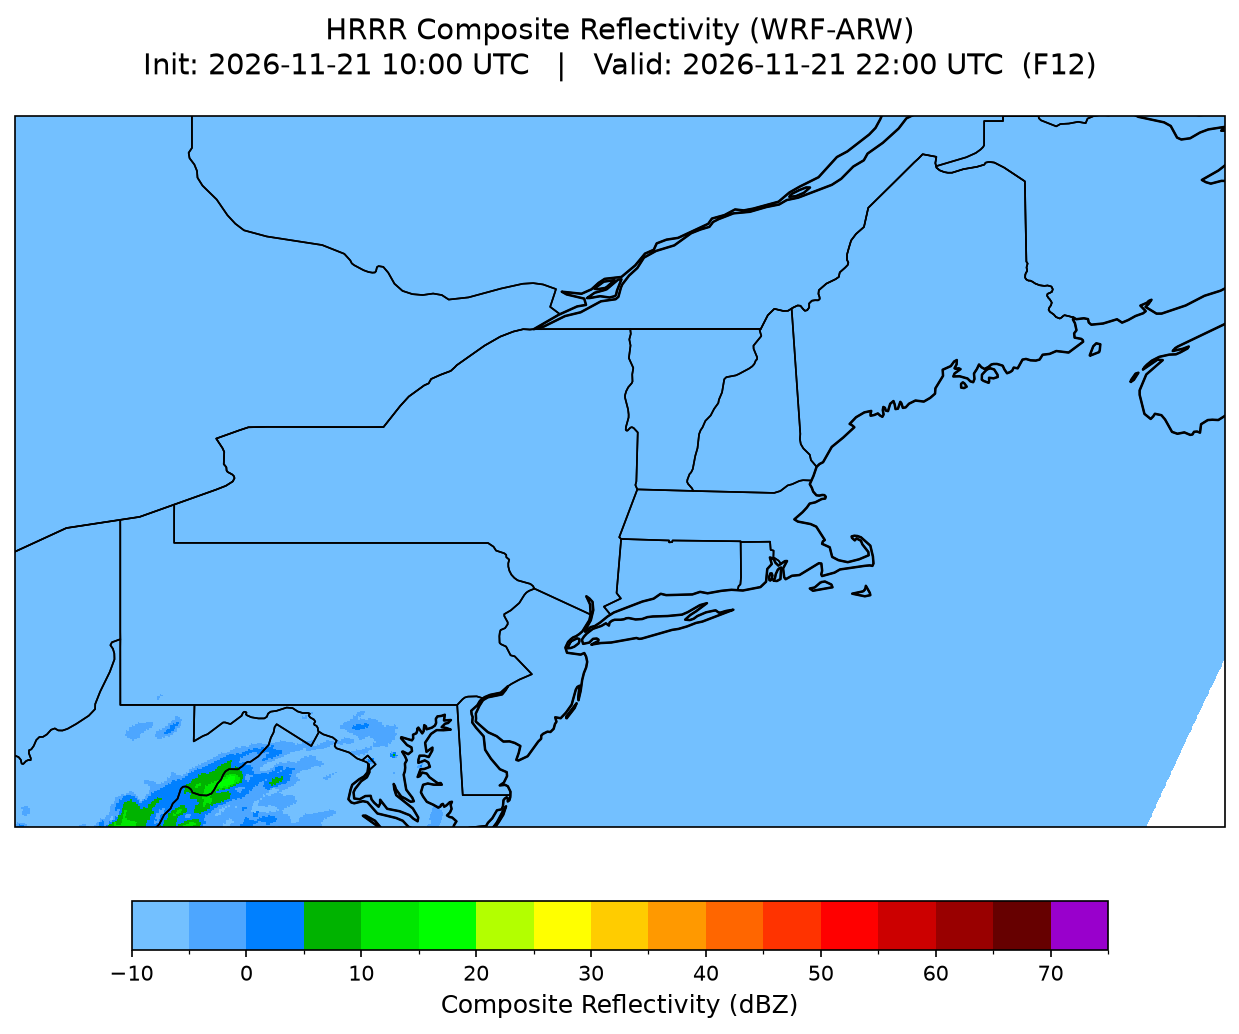 HRRR Composite Reflectivity (WRF-ARW)
Init: 2026-11-21 10:00 UTC   |   Valid: 2026-11-21 22:00 UTC  (F12)
−10 0 10 20 30 40 50 60 70
Composite Reflectivity (dBZ)